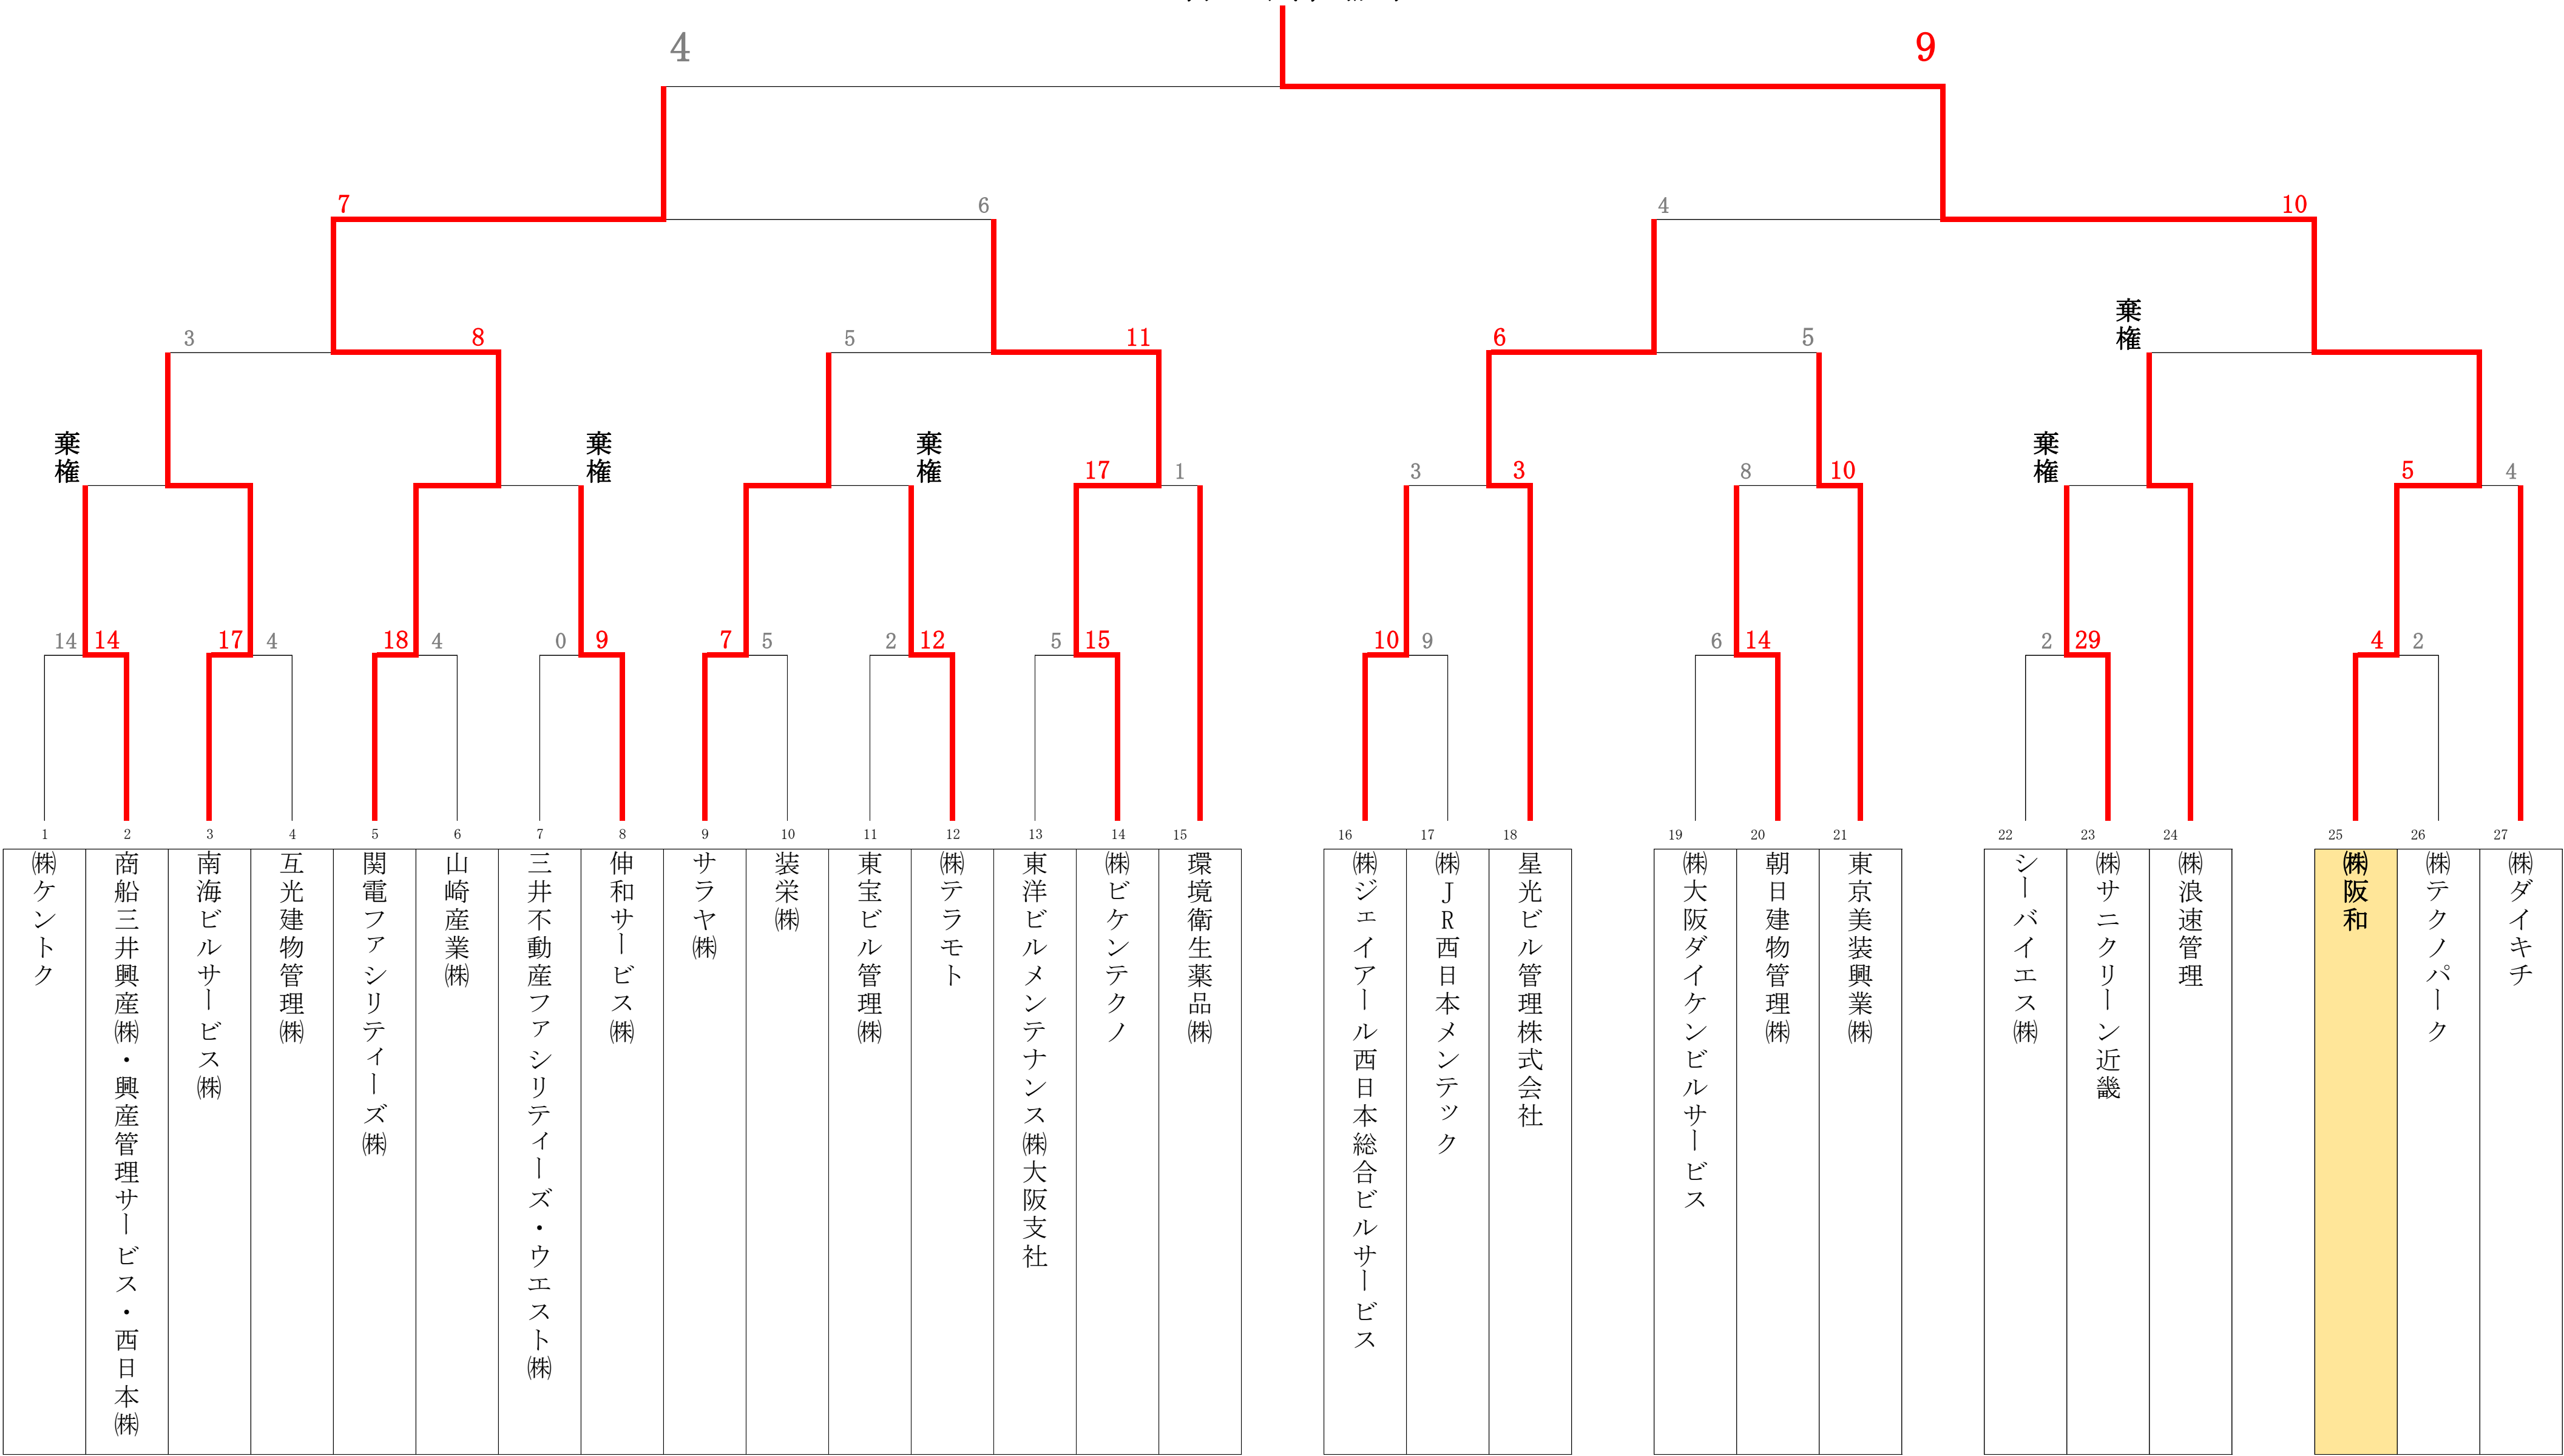 4
9
7
6
4
10
3
8
5
11
6
5
棄権
棄権
棄権
棄権
17
1
3
3
8
10
棄権
5
4
14
14
17
4
18
4
0
9
7
5
2
12
5
15
10
9
6
14
2
29
4
2
1
2
3
4
5
6
7
8
9
10
11
12
13
14
15
16
17
18
19
20
21
22
23
24
25
26
27
㈱ケントク
商船三井興産㈱・興産管理サービス・西日本㈱
南海ビルサービス㈱
互光建物管理㈱
関電ファシリティーズ㈱
山崎産業㈱
三井不動産ファシリティーズ・ウエスト㈱
伸和サービス㈱
サラヤ㈱
装栄㈱
東宝ビル管理㈱
㈱テラモト
東洋ビルメンテナンス㈱大阪支社
㈱ビケンテクノ
環境衛生薬品㈱
㈱ジェイアール西日本総合ビルサービス
㈱JR西日本メンテック
星光ビル管理株式会社
㈱大阪ダイケンビルサービス
朝日建物管理㈱
東京美装興業㈱
シーバイエス㈱
㈱サニクリーン近畿
㈱浪速管理
㈱阪和
㈱テクノパーク
㈱ダイキチ